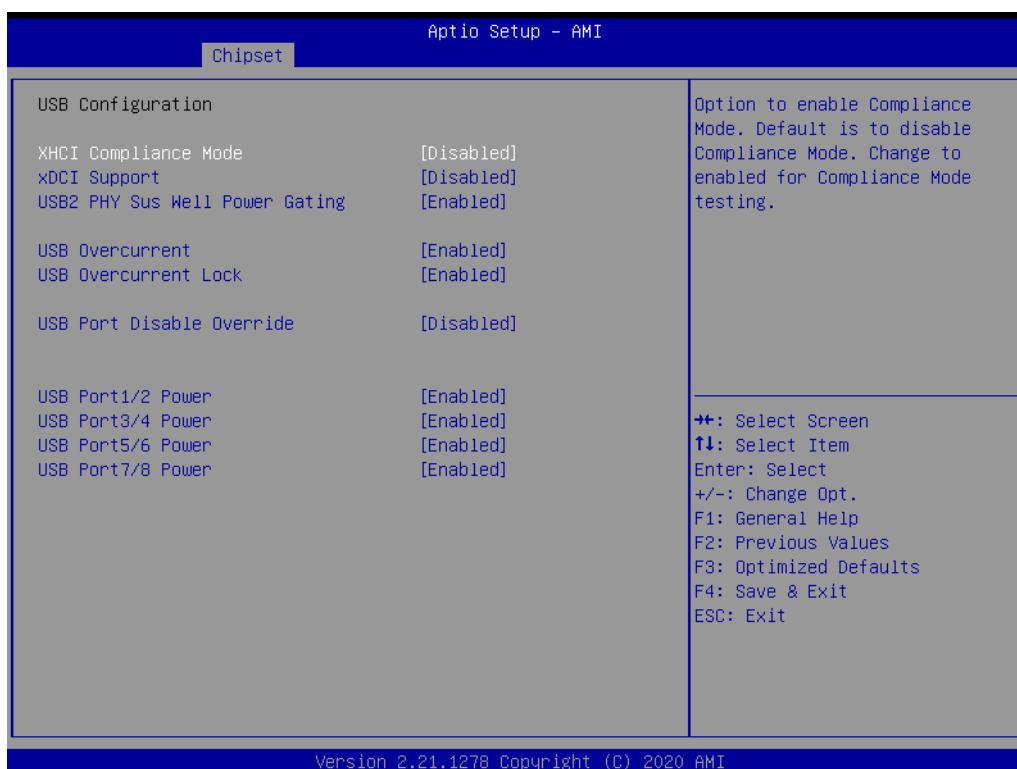 Aptio Setup – AMI
Chipset
USB Configuration
XHCI Compliance Mode [Disabled]
xDCI Support [Disabled]
USB2 PHY Sus Well Power Gating [Enabled]
USB Overcurrent [Enabled]
USB Overcurrent Lock [Enabled]
USB Port Disable Override [Disabled]
USB Port1/2 Power [Enabled]
USB Port3/4 Power [Enabled]
USB Port5/6 Power [Enabled]
USB Port7/8 Power [Enabled]
Option to enable Compliance
Mode. Default is to disable
Compliance Mode. Change to
enabled for Compliance Mode
testing.
→←: Select Screen
↑↓: Select Item
Enter: Select
+/-: Change Opt.
F1: General Help
F2: Previous Values
F3: Optimized Defaults
F4: Save & Exit
ESC: Exit
Version 2.21.1278 Copyright (C) 2020 AMI